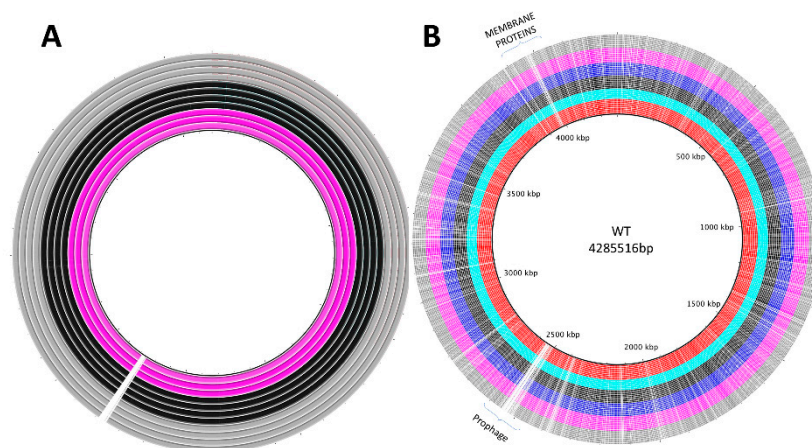 A
B
MEMBRANE
PROTEINS
4000 kbp
500 kbp
3500 kbp
WT
4285516bp
1000 kbp
3000 kbp
1500 kbp
2500 kbp
2000 kbp
Prophage